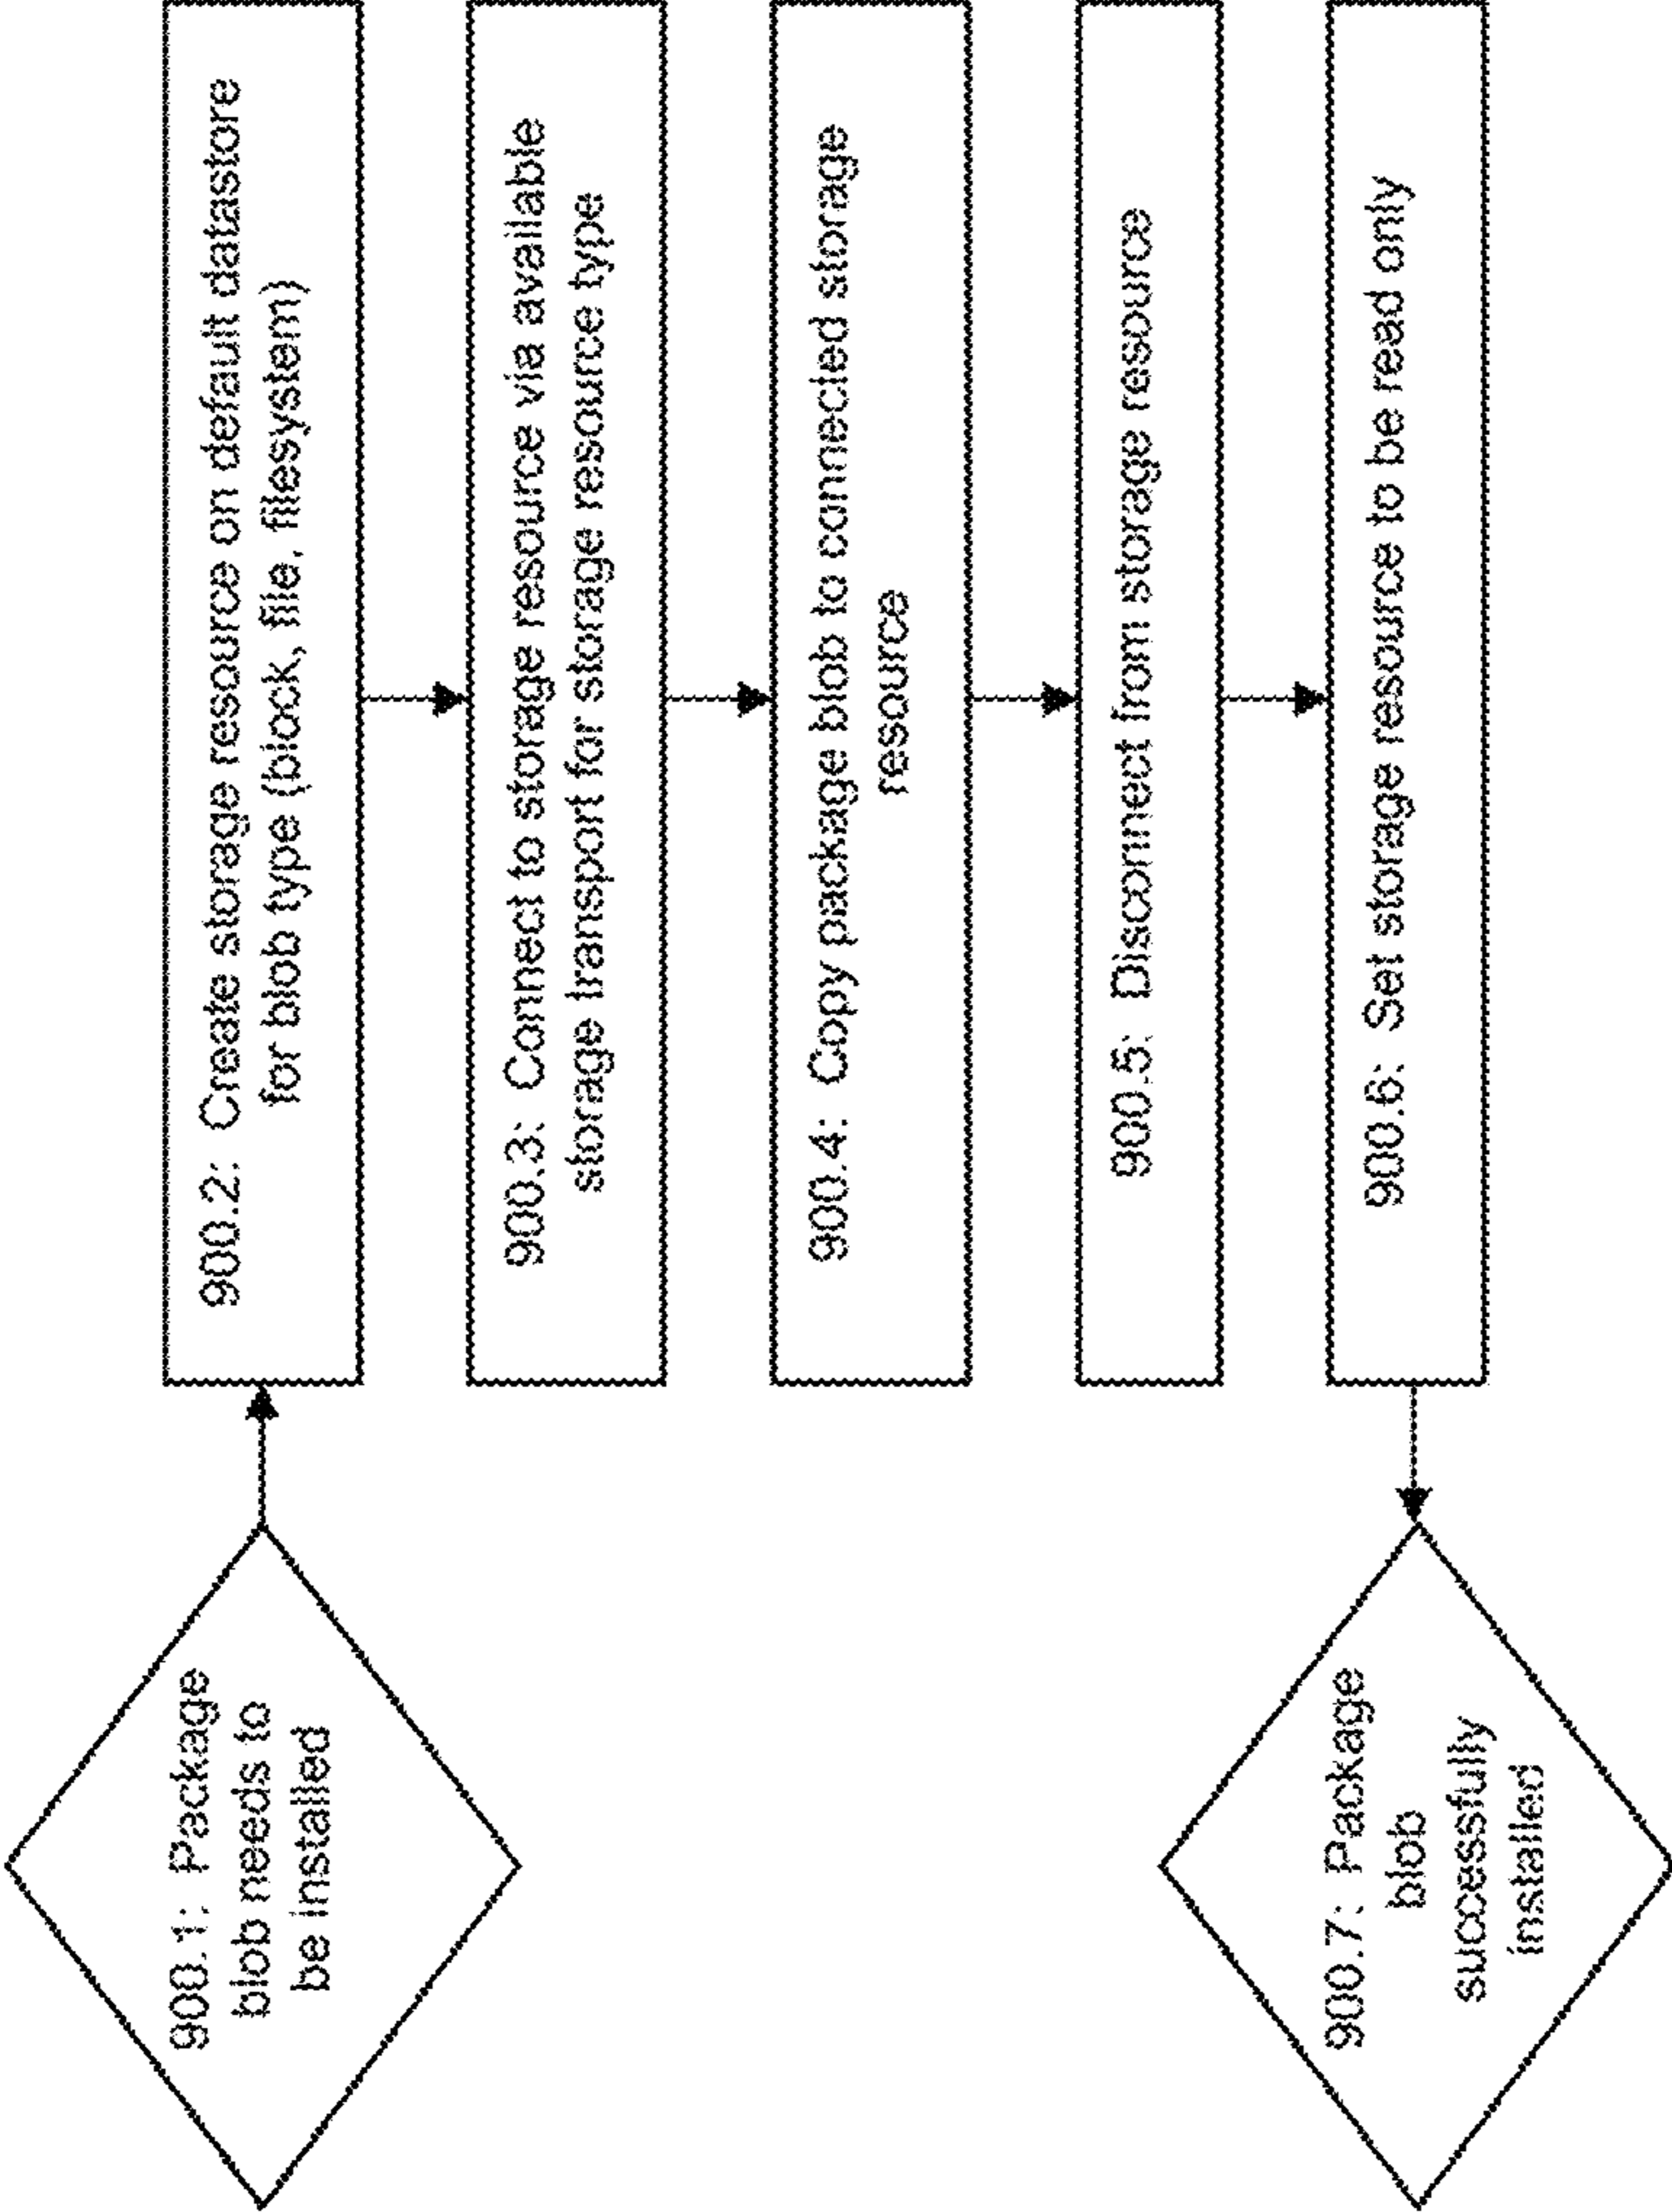 900.1: Package
blob needs to
be installed
900.2: Create storage resource on default datastore
for blob type (block, file, filesystem)
900.3: Connect to storage resource via available
storage transport for storage resource type
900.4: Copy package blob to connected storage
resource
900.5: Disconnect from storage resource
900.6: Set storage resource to be read only
900.7: Package
blob
successfully
installed